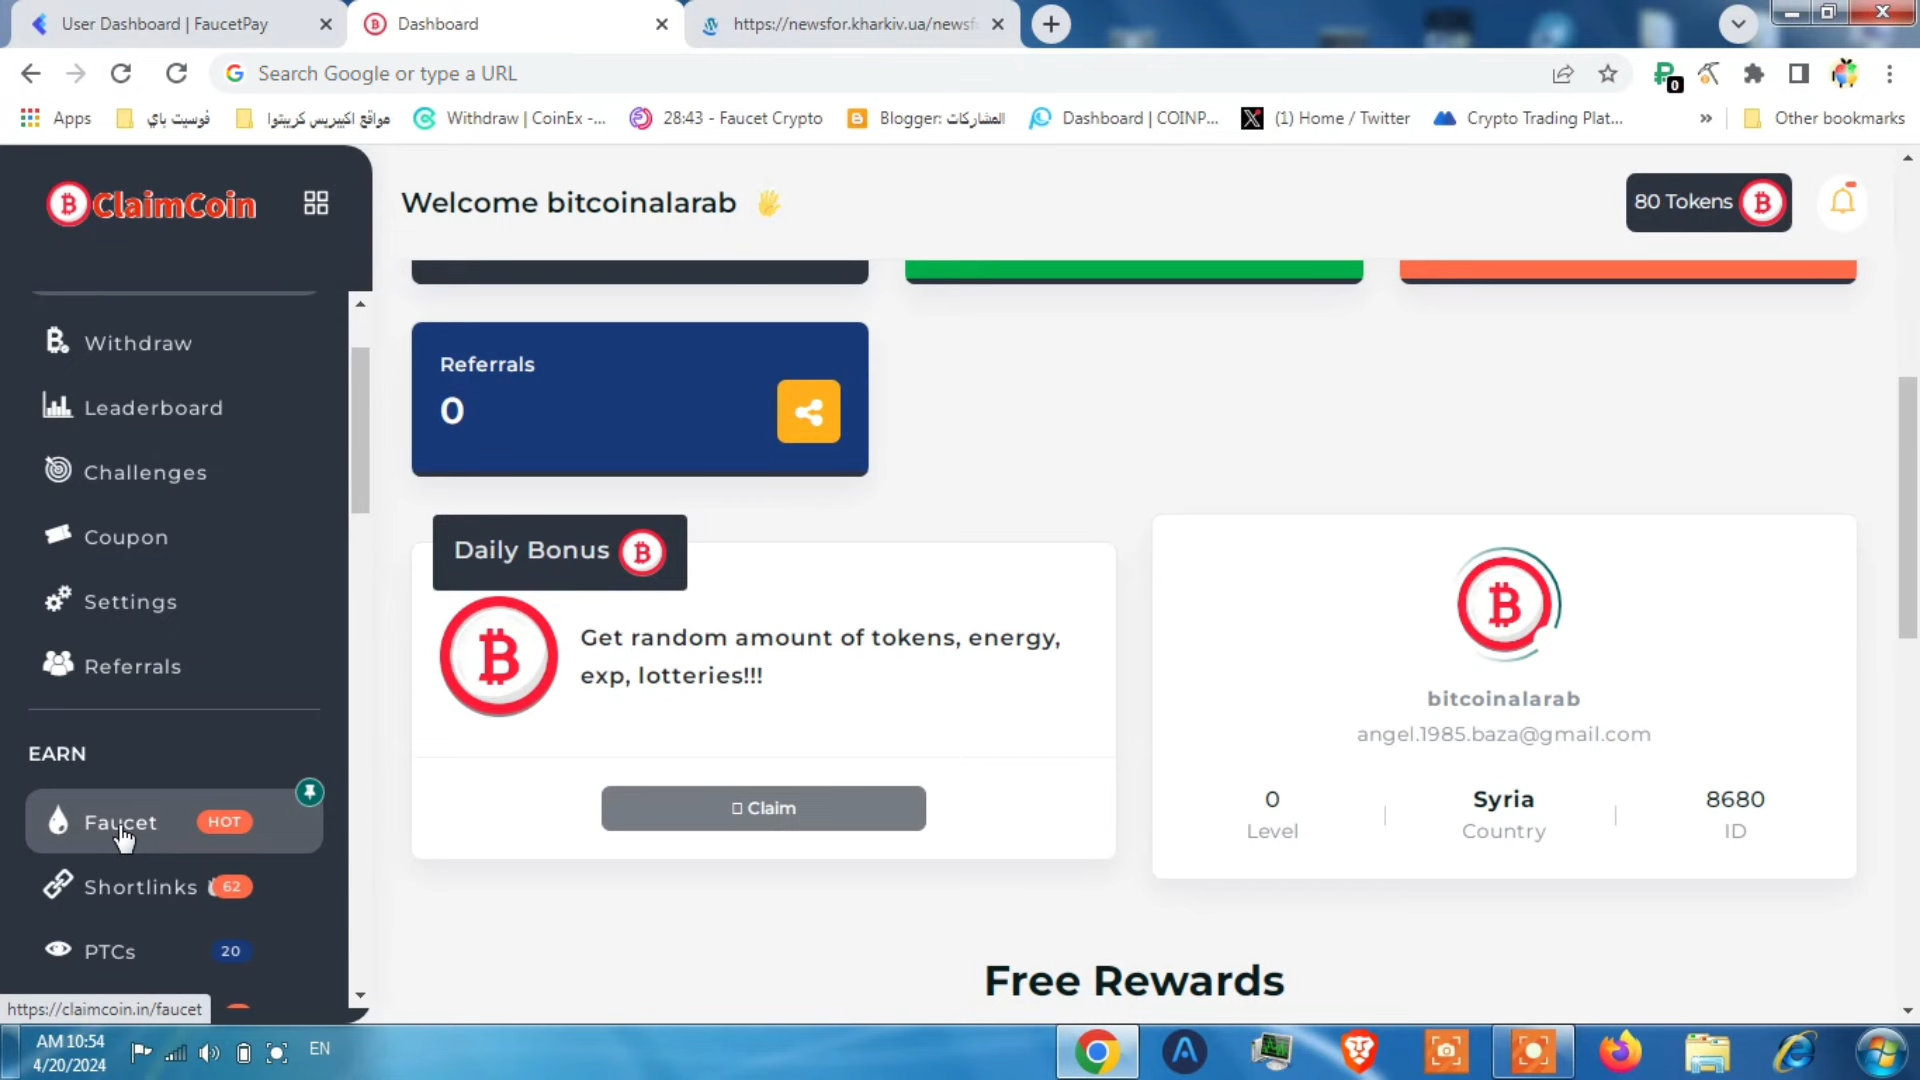 User Dashboard | FaucetPay
Dashboard
https://newsfor.kharkiv.ua/newsf
Search Google or type a URL
0
Apps
فوسيت باي
مواقع اكبيريس كريبتوا
Withdraw | CoinEx -...
28:43 - Faucet Crypto
Blogger: المشاركات
Dashboard | COINP...
(1) Home / Twitter
Crypto Trading Plat...
»
Other bookmarks
ClaimCoin
Welcome bitcoinalarab
80 Tokens
Withdraw
Leaderboard
Challenges
Coupon
Settings
Referrals
EARN
Faucet HOT
Shortlinks 62
PTCs 20
Referrals
0
Daily Bonus
Get random amount of tokens, energy,
exp, lotteries!!!
Claim
bitcoinalarab
angel.1985.baza@gmail.com
0
Level
Syria
Country
8680
ID
Free Rewards
https://claimcoin.in/faucet
AM 10:54
4/20/2024
EN